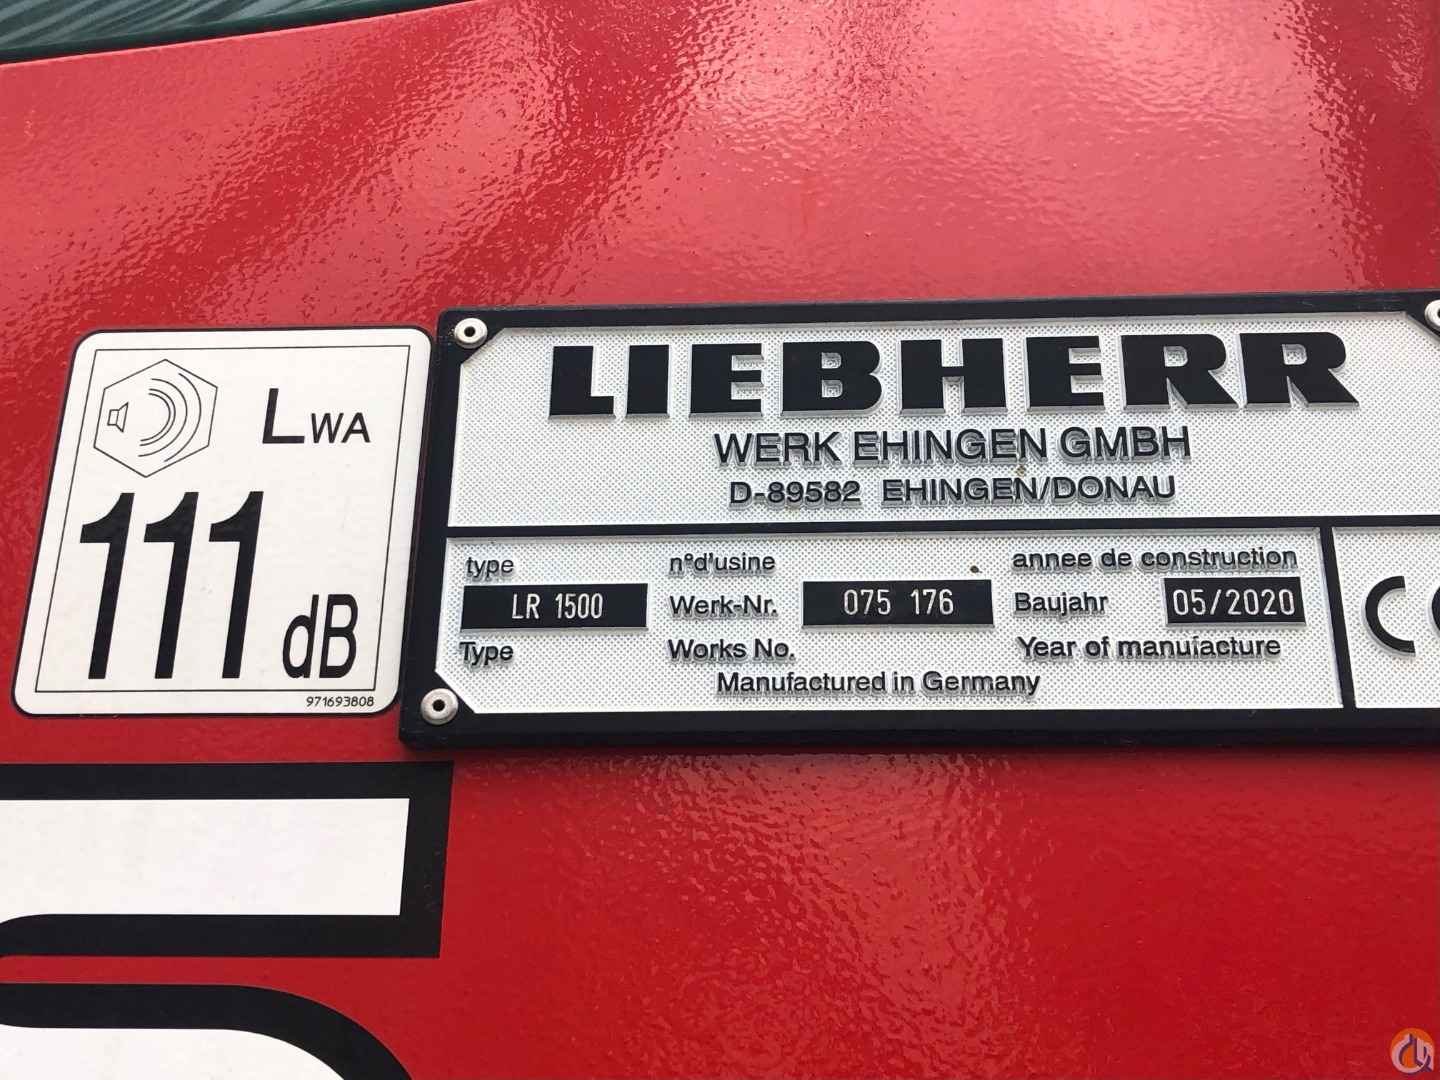 LWA
111
dB
971693808
LIEBHERR
WERK EHINGEN GMBH
D-89582 EHINGEN/DONAU
type n°d'usine annee de construction
LR 1500 Werk-Nr. 075 176 Baujahr 05/2020
Type Works No. Year of manufacture
Manufactured in Germany